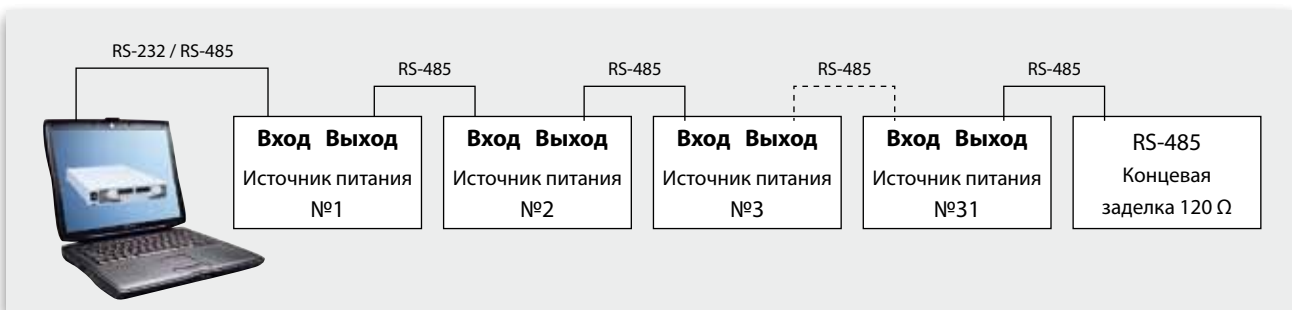 RS-232 / RS-485
RS-485
RS-485
RS-485
RS-485
Вход Выход
Источник питания
№1
Вход Выход
Источник питания
№2
Вход Выход
Источник питания
№3
Вход Выход
Источник питания
№31
RS-485
Концевая
заделка 120 Ω